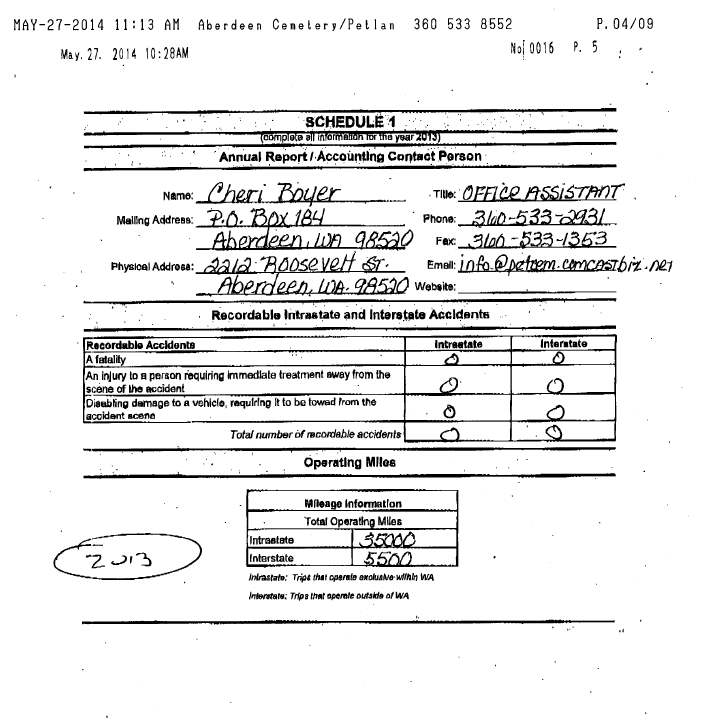 MAY-27-2014 11:13 AM Aberdeen Cemetery/Petlan 360 533 8552 P.04/09
May. 27. 2014 10:28AM No. 0016 P. 5
SCHEDULE 1
(complete all information for the year 2013)
Annual Report / Accounting Contact Person
Name: Cheri Boyer Title: OFFICE ASSISTANT
Mailing Address: P.O. Box 184 Phone: 360-533-2931
Aberdeen, WA 98520 Fax: 360-533-1353
Physical Address: 2212 Roosevelt St. Email: info@petcem.comcastbiz.net
Aberdeen, WA. 98520 Website:
Recordable Intrastate and Interstate Accidents
Recordable Accidents Intrastate Interstate
A fatality 0 0
An injury to a person requiring immediate treatment away from the
scene of the accident 0 0
Disabling damage to a vehicle, requiring it to be towed from the
accident scene 0 0
Total number of recordable accidents 0 0
Operating Miles
Mileage Information
Total Operating Miles
Intrastate 35000
2013
Interstate 5500
Intrastate: Trips that operate exclusive within WA
Interstate: Trips that operate outside of WA